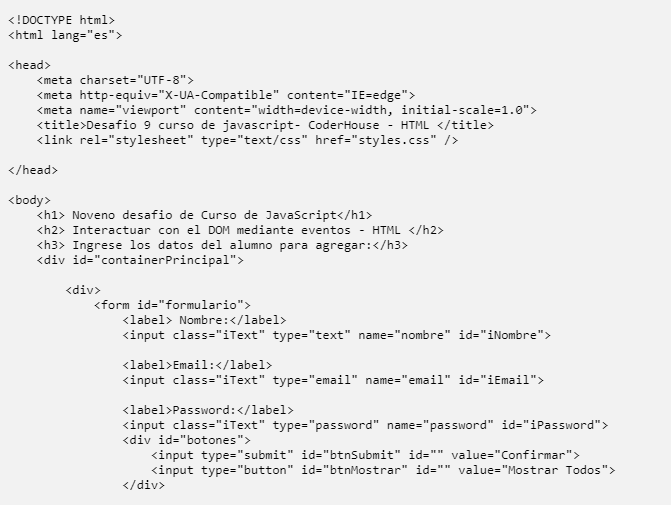 <!DOCTYPE html>
<html lang="es">
<head>
<meta charset="UTF-8">
<meta http-equiv="X-UA-Compatible" content="IE=edge">
<meta name="viewport" content="width=device-width, initial-scale=1.0">
<title>Desafio 9 curso de javascript- CoderHouse - HTML </title>
<link rel="stylesheet" type="text/css" href="styles.css" />
</head>
<body>
<h1> Noveno desafio de Curso de JavaScript</h1>
<h2> Interactuar con el DOM mediante eventos - HTML </h2>
<h3> Ingrese los datos del alumno para agregar:</h3>
<div id="containerPrincipal">
<div>
<form id="formulario">
<label> Nombre:</label>
<input class="iText" type="text" name="nombre" id="iNombre">
<label>Email:</label>
<input class="iText" type="email" name="email" id="iEmail">
<label>Password:</label>
<input class="iText" type="password" name="password" id="iPassword">
<div id="botones">
<input type="submit" id="btnSubmit" id="" value="Confirmar">
<input type="button" id="btnMostrar" id="" value="Mostrar Todos">
</div>